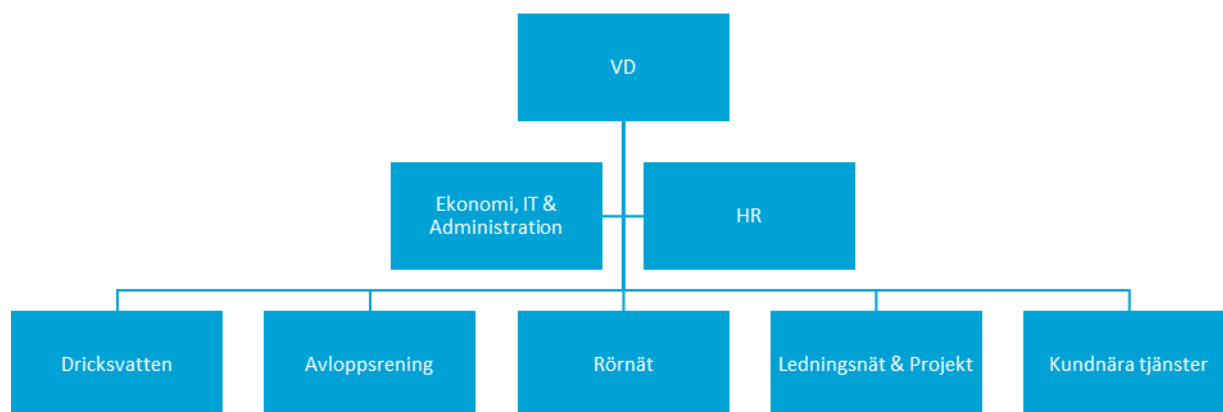 VD
Ekonomi, IT &
Administration
HR
Dricksvatten
Avloppsrening
Rörnät
Ledningsnät & Projekt
Kundnära tjänster